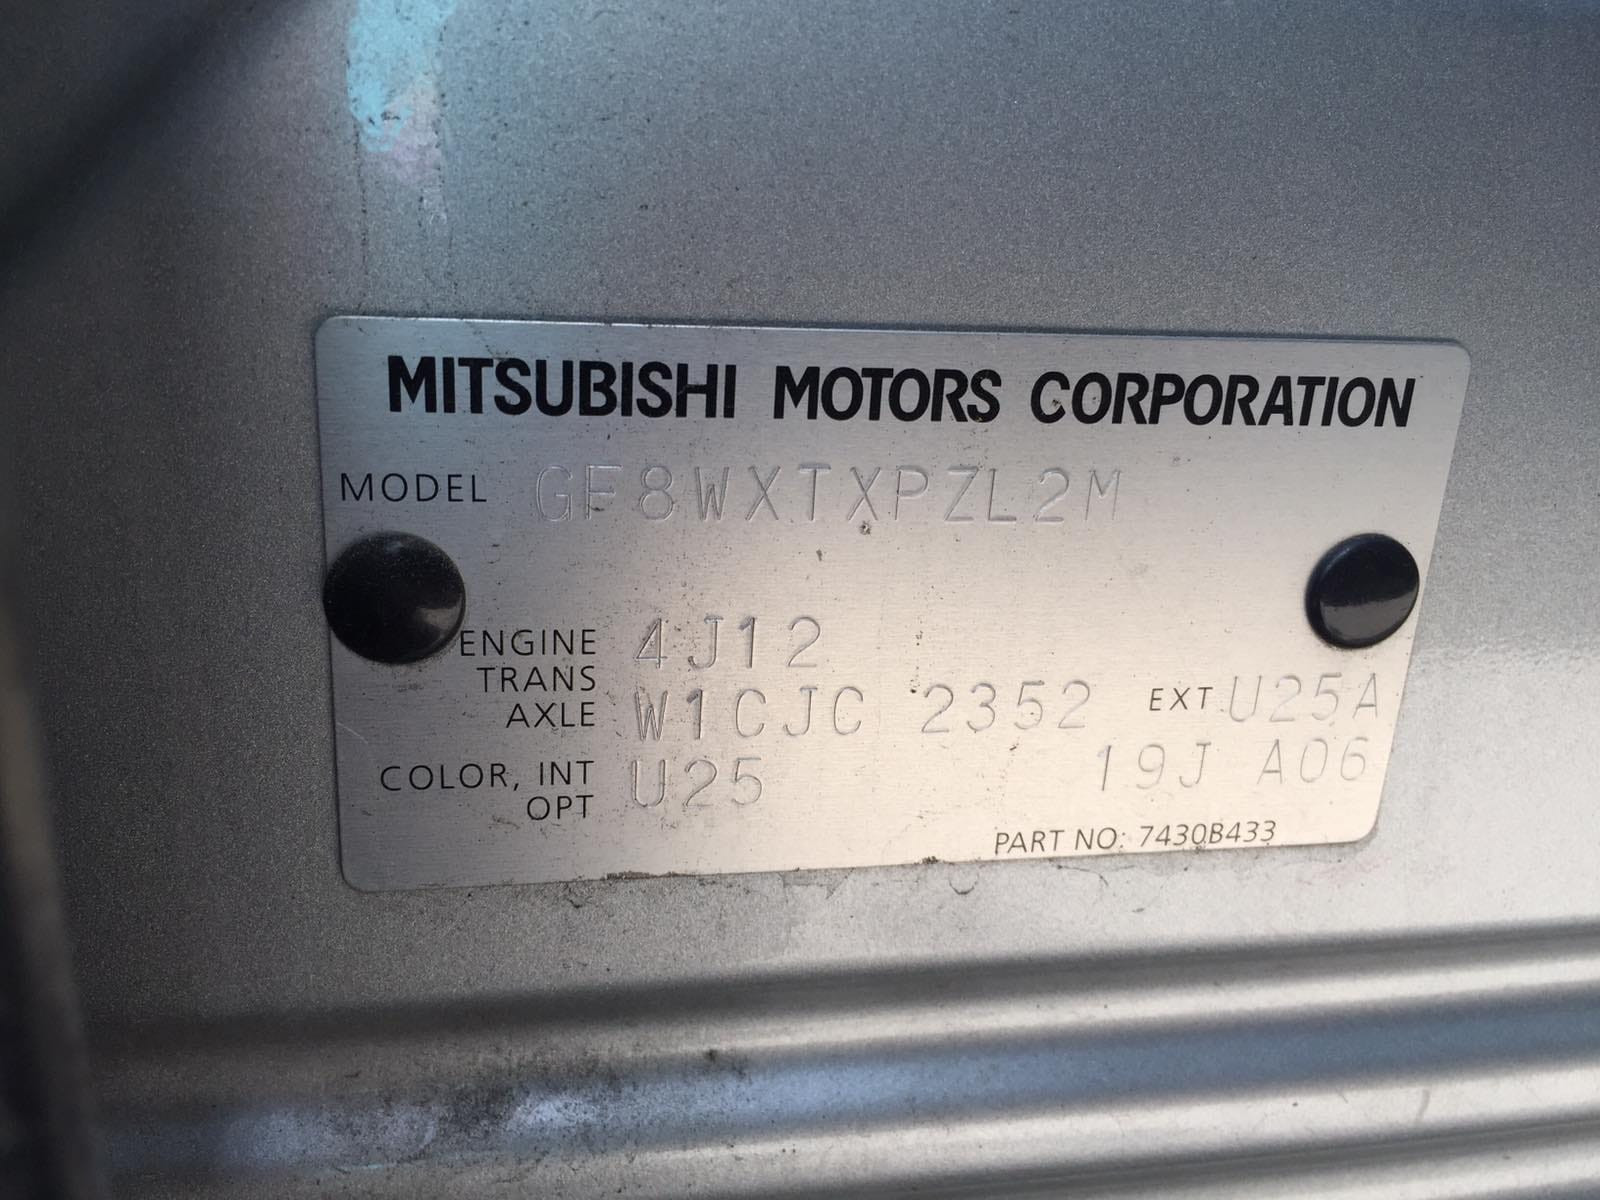 MITSUBISHI MOTORS CORPORATION
MODEL GF8WXTXPZL2M
ENGINE 4J12
TRANS
AXLE W1CJC 2352 EXT U25A
COLOR, INT U25 19J A06
OPT
PART NO: 7430B433